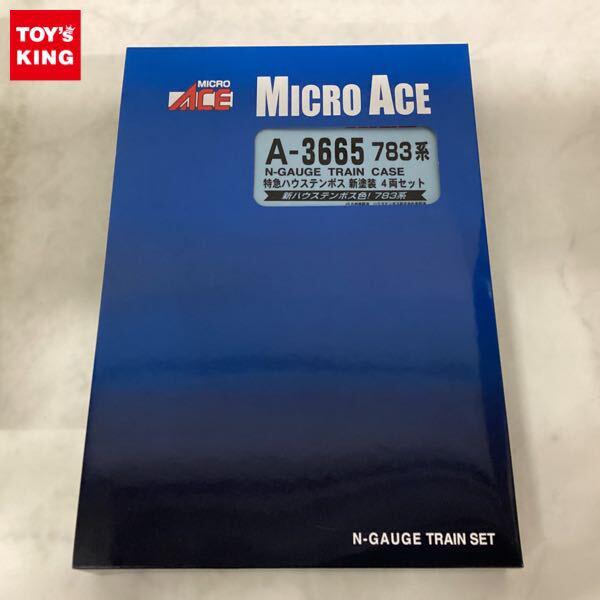 TOY'S
KING
MICRO
ACE
MICRO ACE
A-3665 783系
N-GAUGE TRAIN CASE
特急ハウステンボス 新塗装 4両セット
新ハウステンボス色! 783系
N-GAUGE TRAIN SET